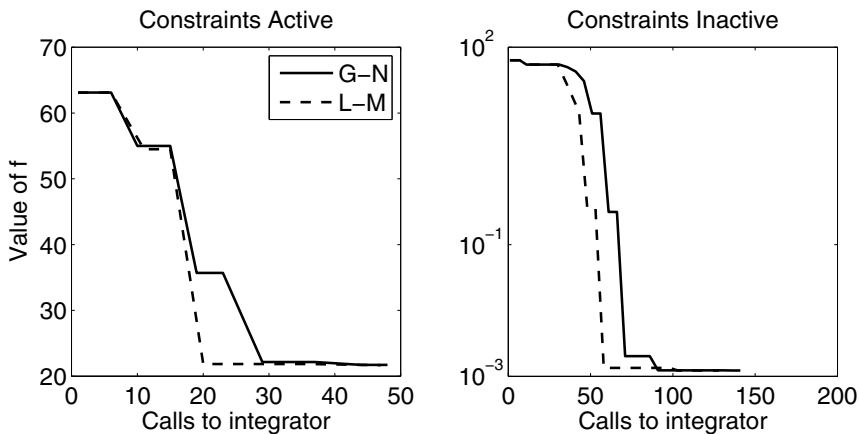 Constraints Active
Constraints Inactive
Value of f
70
60
50
40
30
20
G−N
L−M
0
10
20
30
40
50
Calls to integrator
10^2
10^−1
10^−3
0
50
100
150
200
Calls to integrator